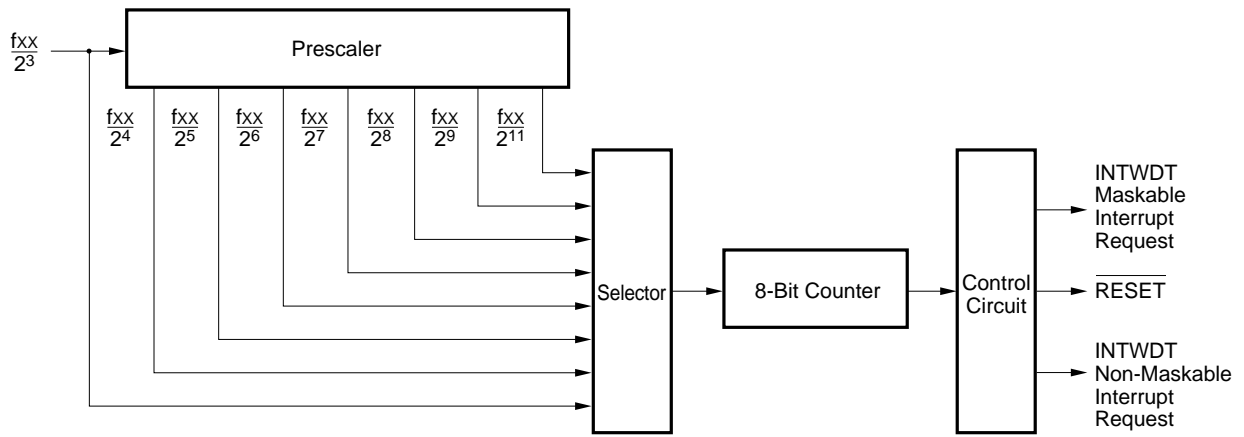 Prescaler
fxx
2³
fxx
2⁴
fxx
2⁵
fxx
2⁶
fxx
2⁷
fxx
2⁸
fxx
2⁹
fxx
2¹¹
Selector
8-Bit Counter
Control
Circuit
INTWDT
Maskable
Interrupt
Request
RESET
INTWDT
Non-Maskable
Interrupt
Request